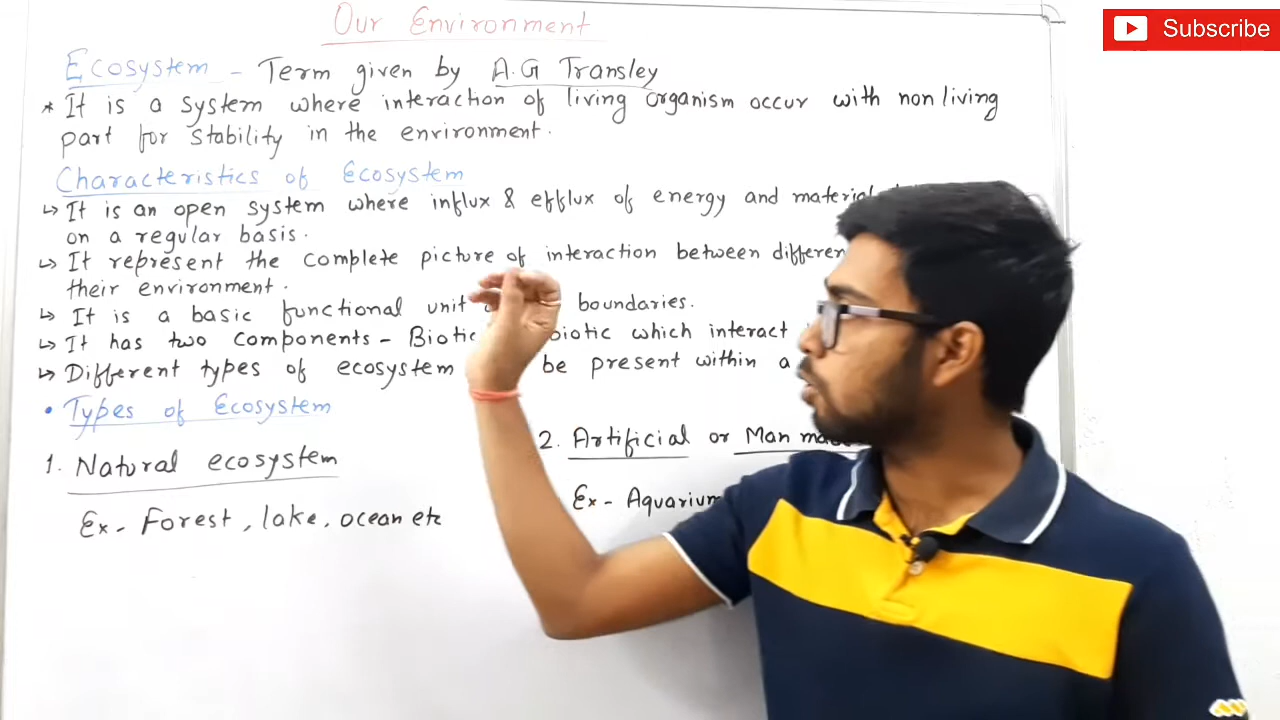 Our Environment
Subscribe
Ecosystem - Term given by A.G Transley
* It is a system where interaction of living organism occur with non living
part for stability in the environment.
Characteristics of Ecosystem
↳ It is an open system where influx & efflux of energy and material
on a regular basis.
↳ It represent the complete picture of interaction between
their environment.
↳ It is a basic functional unit boundaries.
↳ It has two components - Biotic which interact
↳ Different types of ecosystem be present within a
• Types of Ecosystem
1. Natural ecosystem
2. Artificial or Man
Ex- Aquarium
Ex- Forest, lake, ocean etc